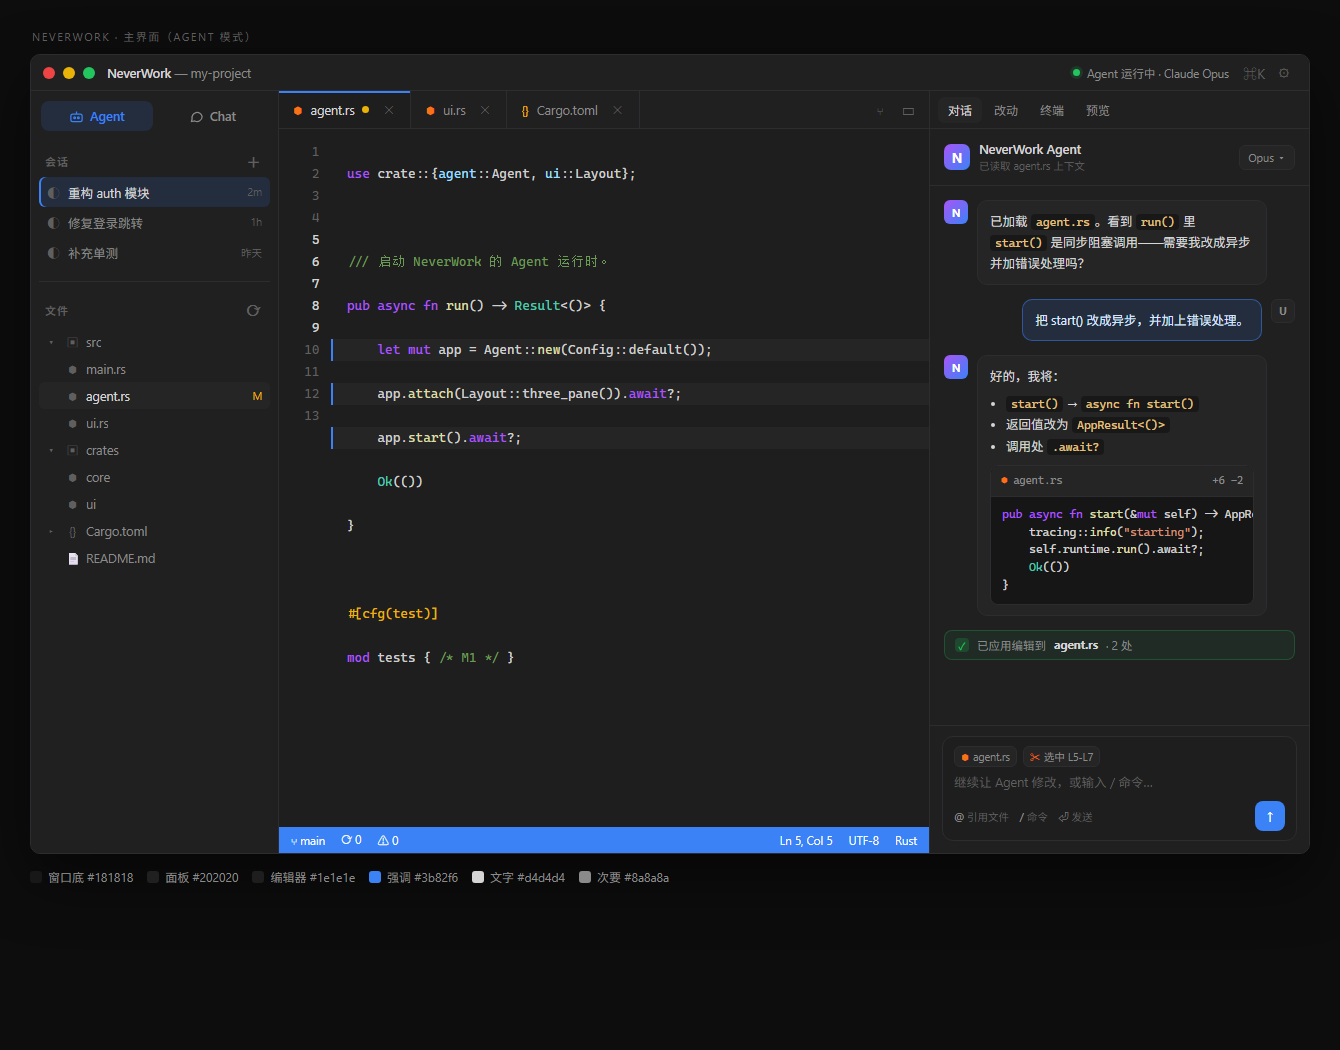 NEVERWORK · 主界面（AGENT 模式）
NeverWork — my-project
Agent 运行中 · Claude Opus ⌘K
Agent Chat
会话
重构 auth 模块 2m
修复登录跳转 1h
补充单测 昨天
文件
src
main.rs
agent.rs M
ui.rs
crates
core
ui
{} Cargo.toml
README.md
agent.rs
ui.rs
{} Cargo.toml
1
2
3
4
5
6
7
8
9
10
11
12
13
use crate::{agent::Agent, ui::Layout};
/// 启动 NeverWork 的 Agent 运行时。
pub async fn run() -> Result<()> {
let mut app = Agent::new(Config::default());
app.attach(Layout::three_pane()).await?;
app.start().await?;
Ok(())
}
#[cfg(test)]
mod tests { /* M1 */ }
main 0 0
Ln 5, Col 5 UTF-8 Rust
对话 改动 终端 预览
N
NeverWork Agent
已读取 agent.rs 上下文
Opus
N
已加载 agent.rs 。看到 run() 里
start() 是同步阻塞调用——需要我改成异步
并加错误处理吗？
把 start() 改成异步，并加上错误处理。
U
N
好的，我将：
• start() → async fn start()
• 返回值改为 AppResult<()>
• 调用处 .await?
agent.rs +6 −2
pub async fn start(&mut self) -> AppRe
tracing::info("starting");
self.runtime.run().await?;
Ok(())
}
✓ 已应用编辑到 agent.rs · 2 处
agent.rs 选中 L5-L7
继续让 Agent 修改，或输入 / 命令…
@ 引用文件 / 命令 ⏎ 发送
↑
窗口底 #181818 面板 #202020 编辑器 #1e1e1e 强调 #3b82f6 文字 #d4d4d4 次要 #8a8a8a